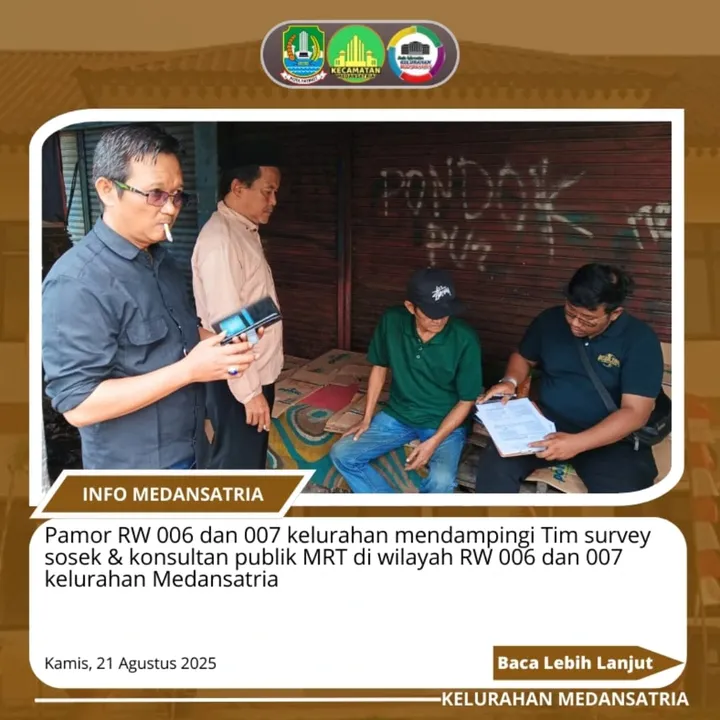 KECAMATAN
MEDANSATRIA
PONDOK
INFO MEDANSATRIA
Pamor RW 006 dan 007 kelurahan mendampingi Tim survey
sosek & konsultan publik MRT di wilayah RW 006 dan 007
kelurahan Medansatria
Kamis, 21 Agustus 2025
Baca Lebih Lanjut
KELURAHAN MEDANSATRIA